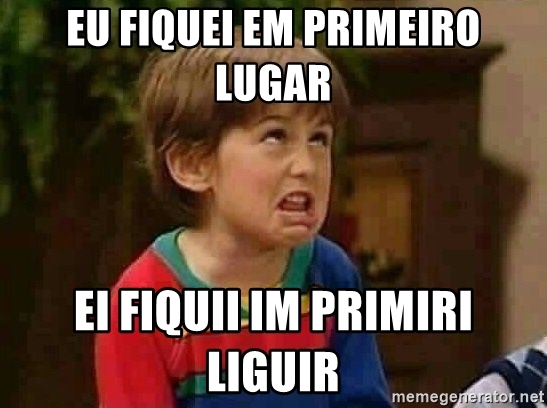 EU FIQUEI EM PRIMEIRO
LUGAR
EI FIQUII IM PRIMIRI
LIGUIR
memegenerator.net